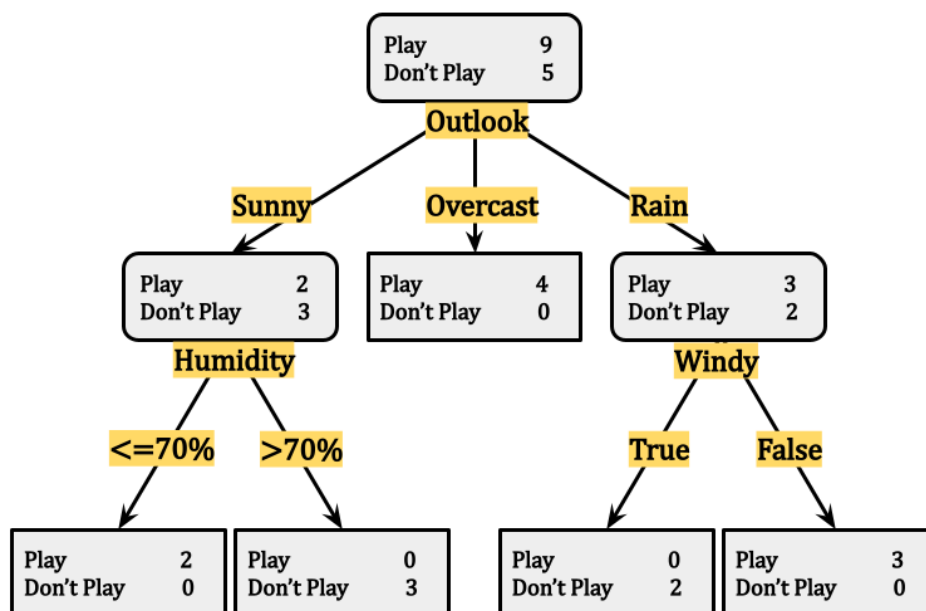 Play 9
Don't Play 5
Outlook
Sunny Overcast Rain
Play 2
Don't Play 3
Play 4
Don't Play 0
Play 3
Don't Play 2
Humidity
Windy
<=70% >70% True False
Play 2
Don't Play 0
Play 0
Don't Play 3
Play 0
Don't Play 2
Play 3
Don't Play 0